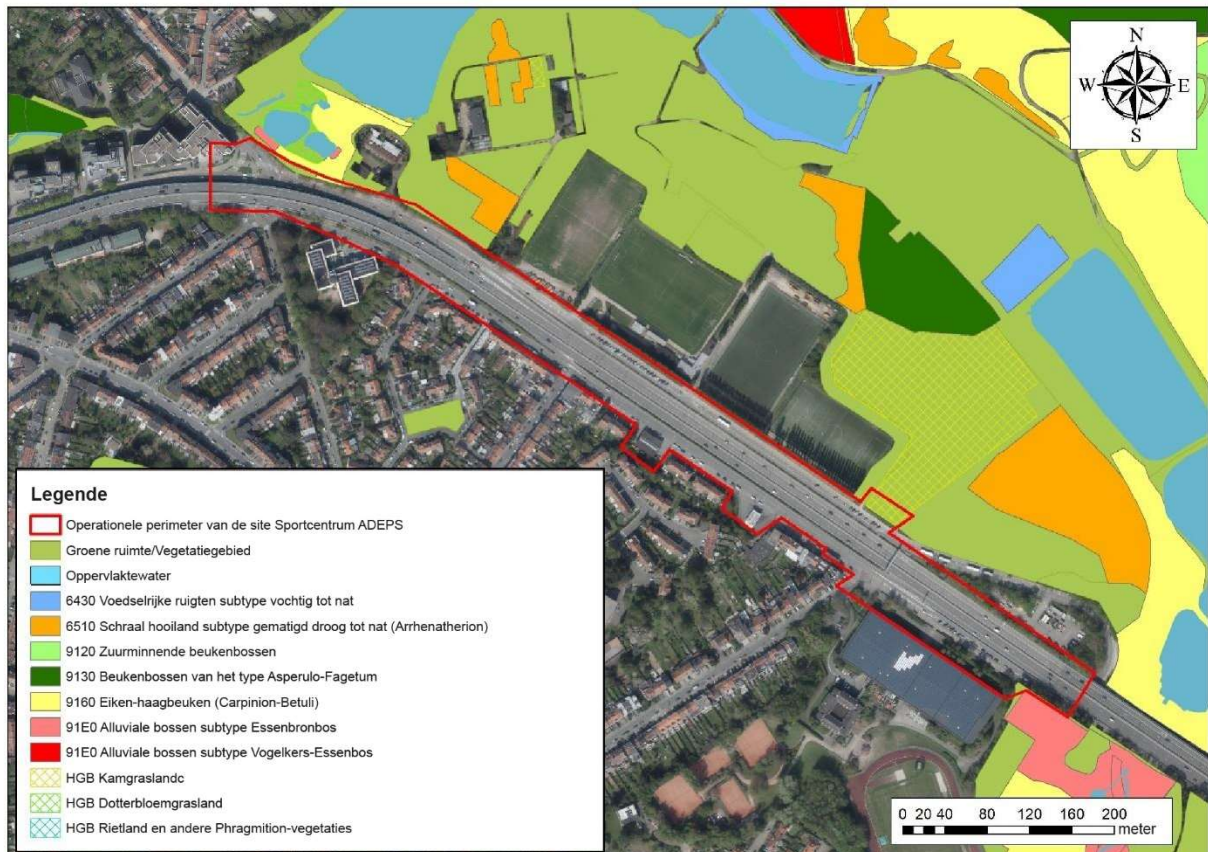 N
W
E
S
Legende
Operationele perimeter van de site Sportcentrum ADEPS
Groene ruimte/Vegetatiegebied
Oppervlaktewater
6430 Voedselrijke ruigten subtype vochtig tot nat
6510 Schraal hooiland subtype gematigd droog tot nat (Arrhenatherion)
9120 Zuurminnende beukenbossen
9130 Beukenbossen van het type Asperulo-Fagetum
9160 Eiken-haagbeuken (Carpinion-Betuli)
91E0 Alluviale bossen subtype Essenbronbos
91E0 Alluviale bossen subtype Vogelkers-Essenbos
HGB Kamgraslandc
HGB Dotterbloemgrasland
HGB Rietland en andere Phragmition-vegetaties
0 20 40 80 120 160 200
meter